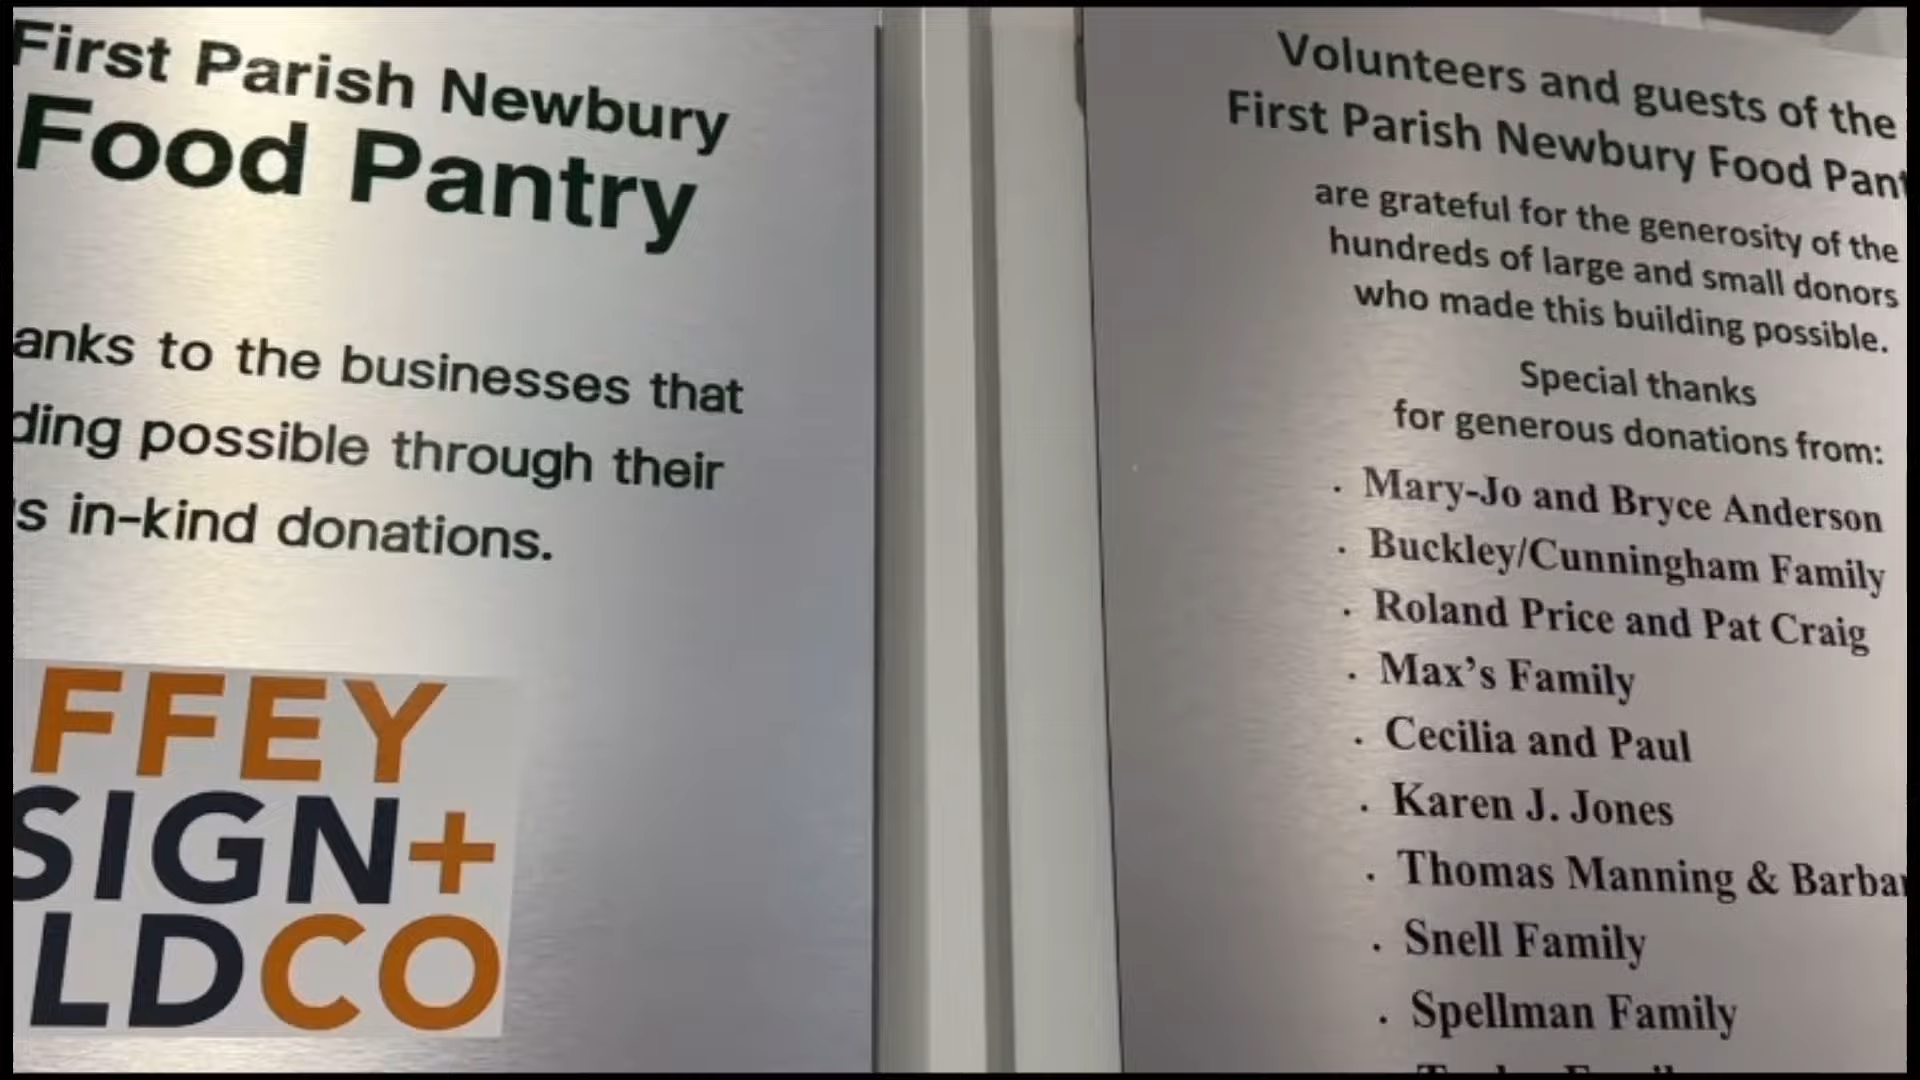 First Parish Newbury
Food Pantry
anks to the businesses that
ding possible through their
s in-kind donations.
FFEY
SIGN+
LDCO
Volunteers and guests of the
First Parish Newbury Food Pant
are grateful for the generosity of the
hundreds of large and small donors
who made this building possible.
Special thanks
for generous donations from:
. Mary-Jo and Bryce Anderson
. Buckley/Cunningham Family
. Roland Price and Pat Craig
. Max's Family
. Cecilia and Paul
. Karen J. Jones
. Thomas Manning & Barbar
. Snell Family
. Spellman Family